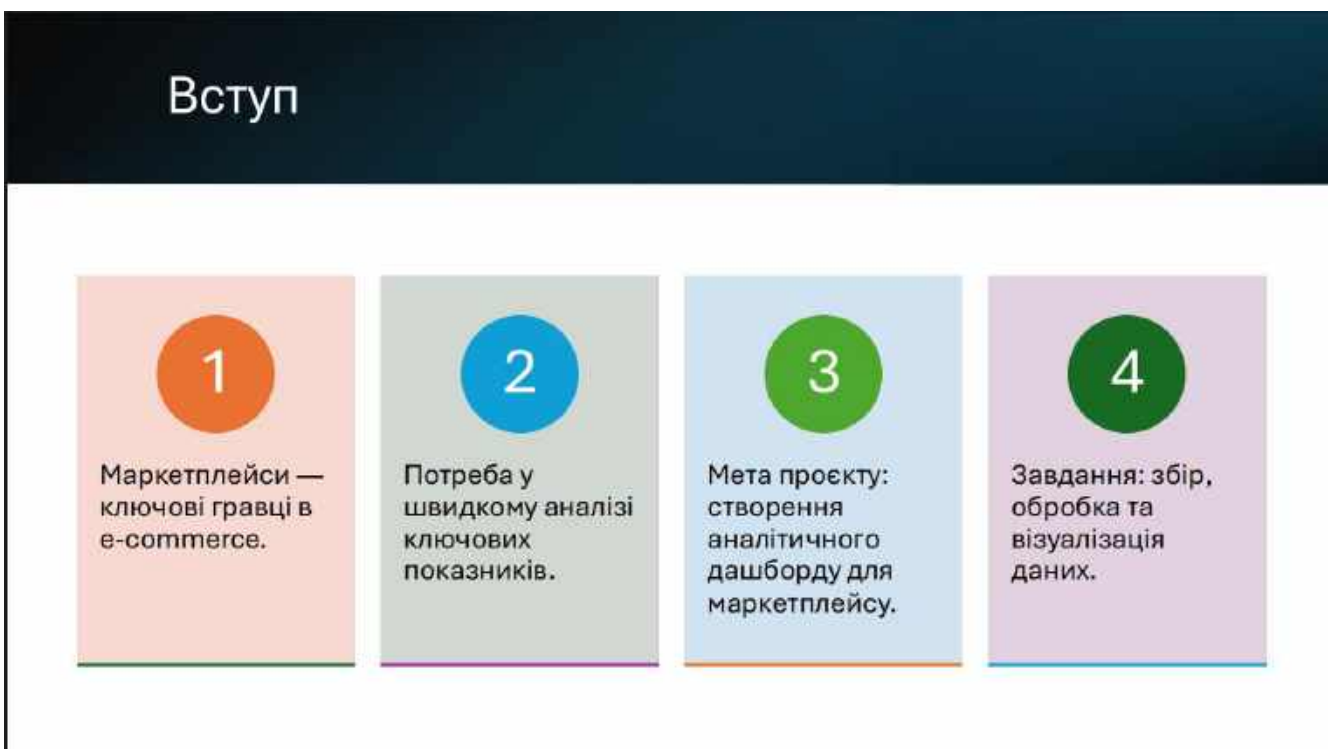 Вступ
1
Маркетплейси —
ключові гравці в
e-commerce.
2
Потреба у
швидкому аналізі
ключових
показників.
3
Мета проєкту:
створення
аналітичного
дашборду для
маркетплейсу.
4
Завдання: збір,
обробка та
візуалізація
даних.